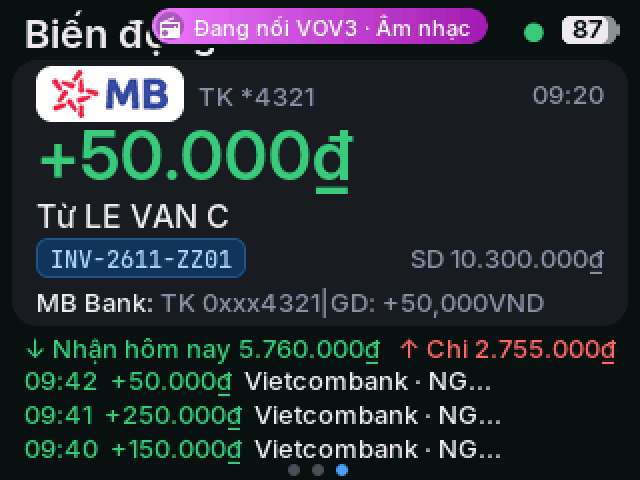 Biến
Đang nối VOV3 · Âm nhạc
87
MB TK *4321 09:20
+50.000₫
Từ LE VAN C
INV-2611-ZZ01 SD 10.300.000₫
MB Bank: TK 0xxx4321|GD: +50,000VND
↓ Nhận hôm nay 5.760.000₫ ↑ Chi 2.755.000₫
09:42 +50.000₫ Vietcombank · NG...
09:41 +250.000₫ Vietcombank · NG...
09:40 +150.000₫ Vietcombank · NG...